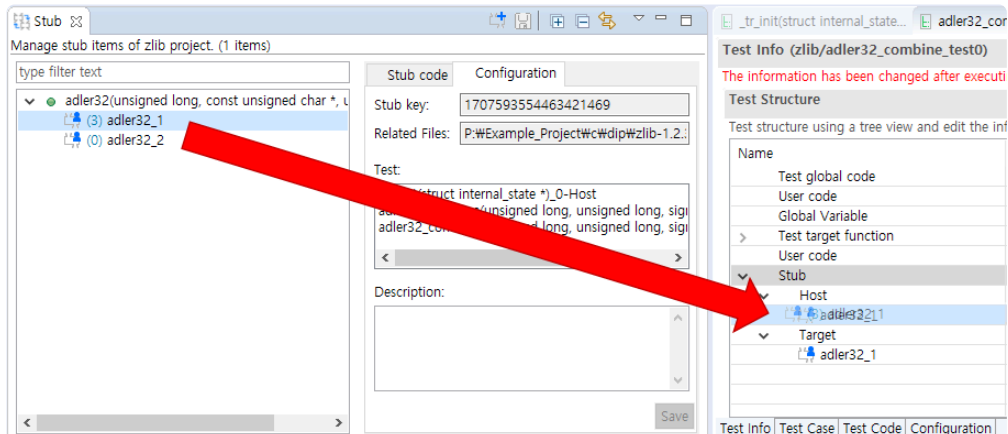 Stub
Manage stub items of zlib project. (1 items)
type filter text
adler32(unsigned long, const unsigned char *, u
(3) adler32_1
(0) adler32_2
Stub code
Configuration
Stub key:
1707593554463421469
Related Files:
P:₩Example_Project₩c₩dip₩zlib-1.2.
Test:
(struct internal_state *)_0-Host
(unsigned long, unsigned long, sign
adler32_co
long, unsigned long, sign
Description:
Save
_tr_init(struct internal_state...
adler32_con
Test Info (zlib/adler32_combine_test0)
The information has been changed after executi
Test Structure
Test structure using a tree view and edit the inf
Name
Test global code
User code
Global Variable
Test target function
User code
Stub
Host
Target
adler32_1
Test Info
Test Case
Test Code
Configuration